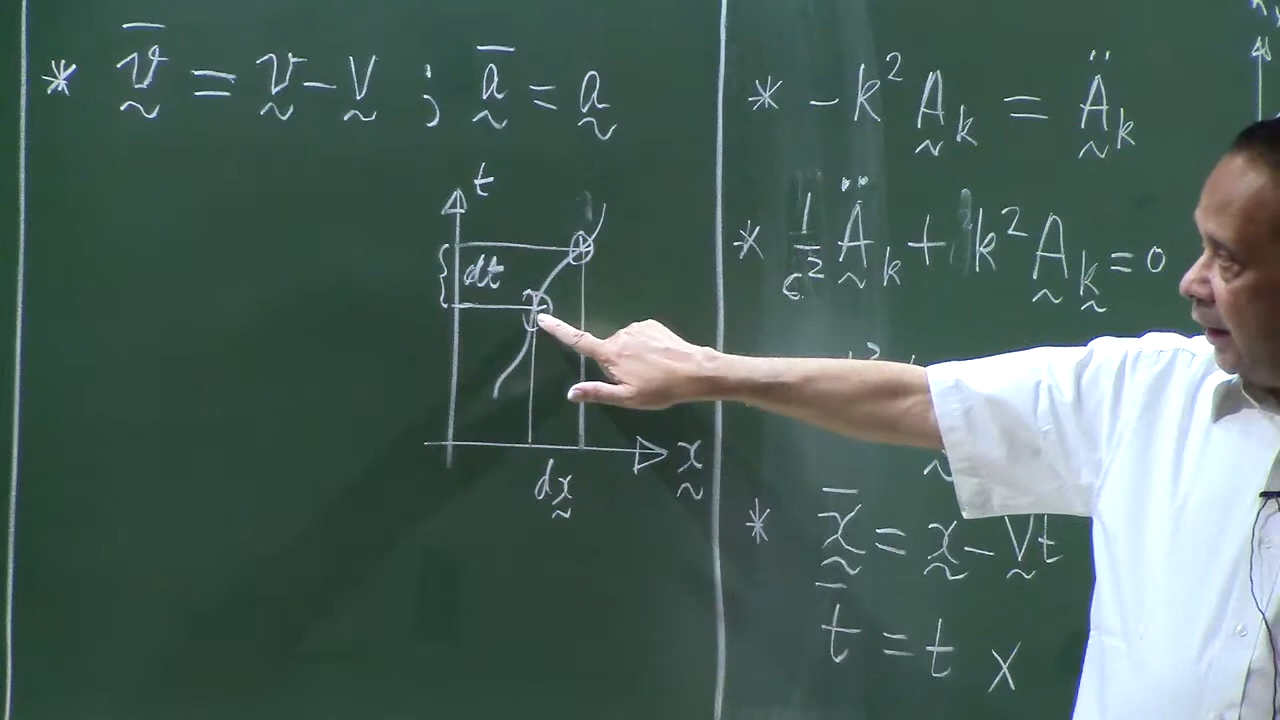 * v̄ = v - V ; ā = a
t
dt
x
dx
* - k² A_k = Ä_k
* 1/c² Ä_k + k² A_k = 0
* x̄ = x - Vt
t̄ = t x